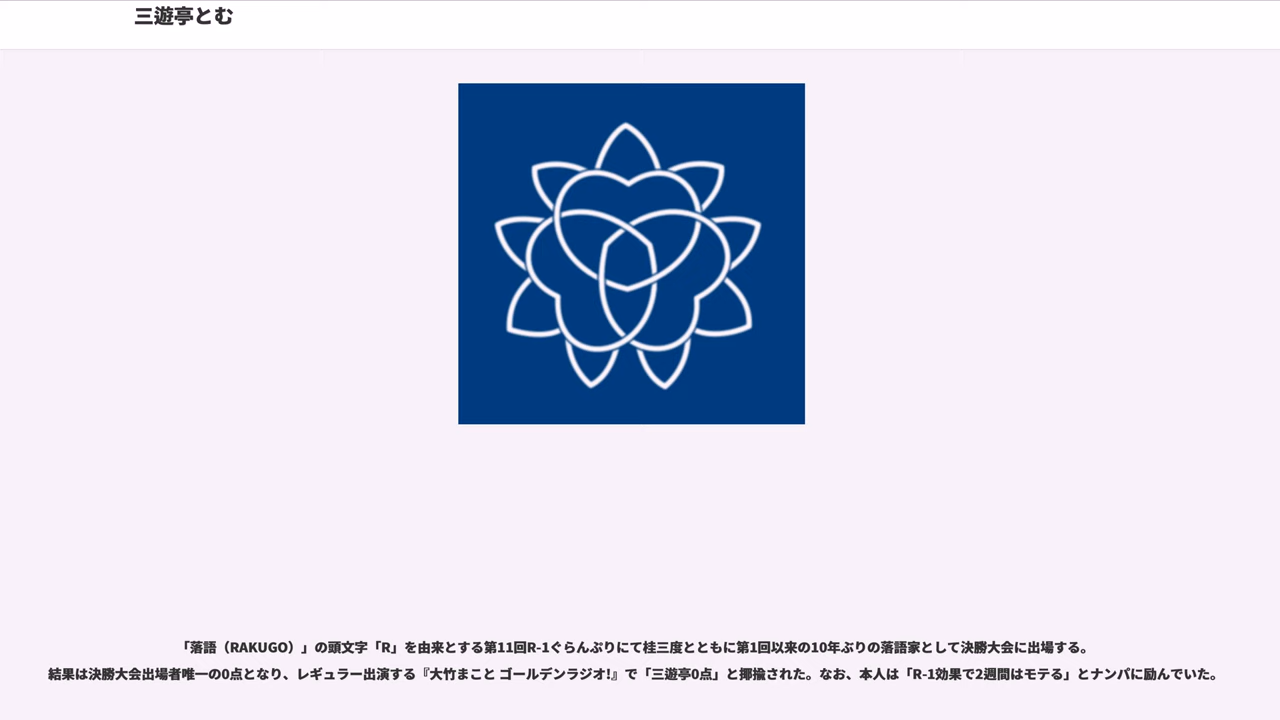 三遊亭とむ
「落語（RAKUGO）」の頭文字「R」を由来とする第11回R-1ぐらんぷりにて桂三度とともに第1回以来の10年ぶりの落語家として決勝大会に出場する。
結果は決勝大会出場者唯一の0点となり、レギュラー出演する『大竹まこと ゴールデンラジオ!』で「三遊亭0点」と揶揄された。なお、本人は「R-1効果で2週間はモテる」とナンパに励んでいた。